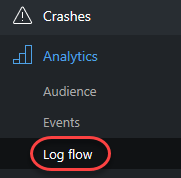 Crashes
Analytics
Audience
Events
Log flow